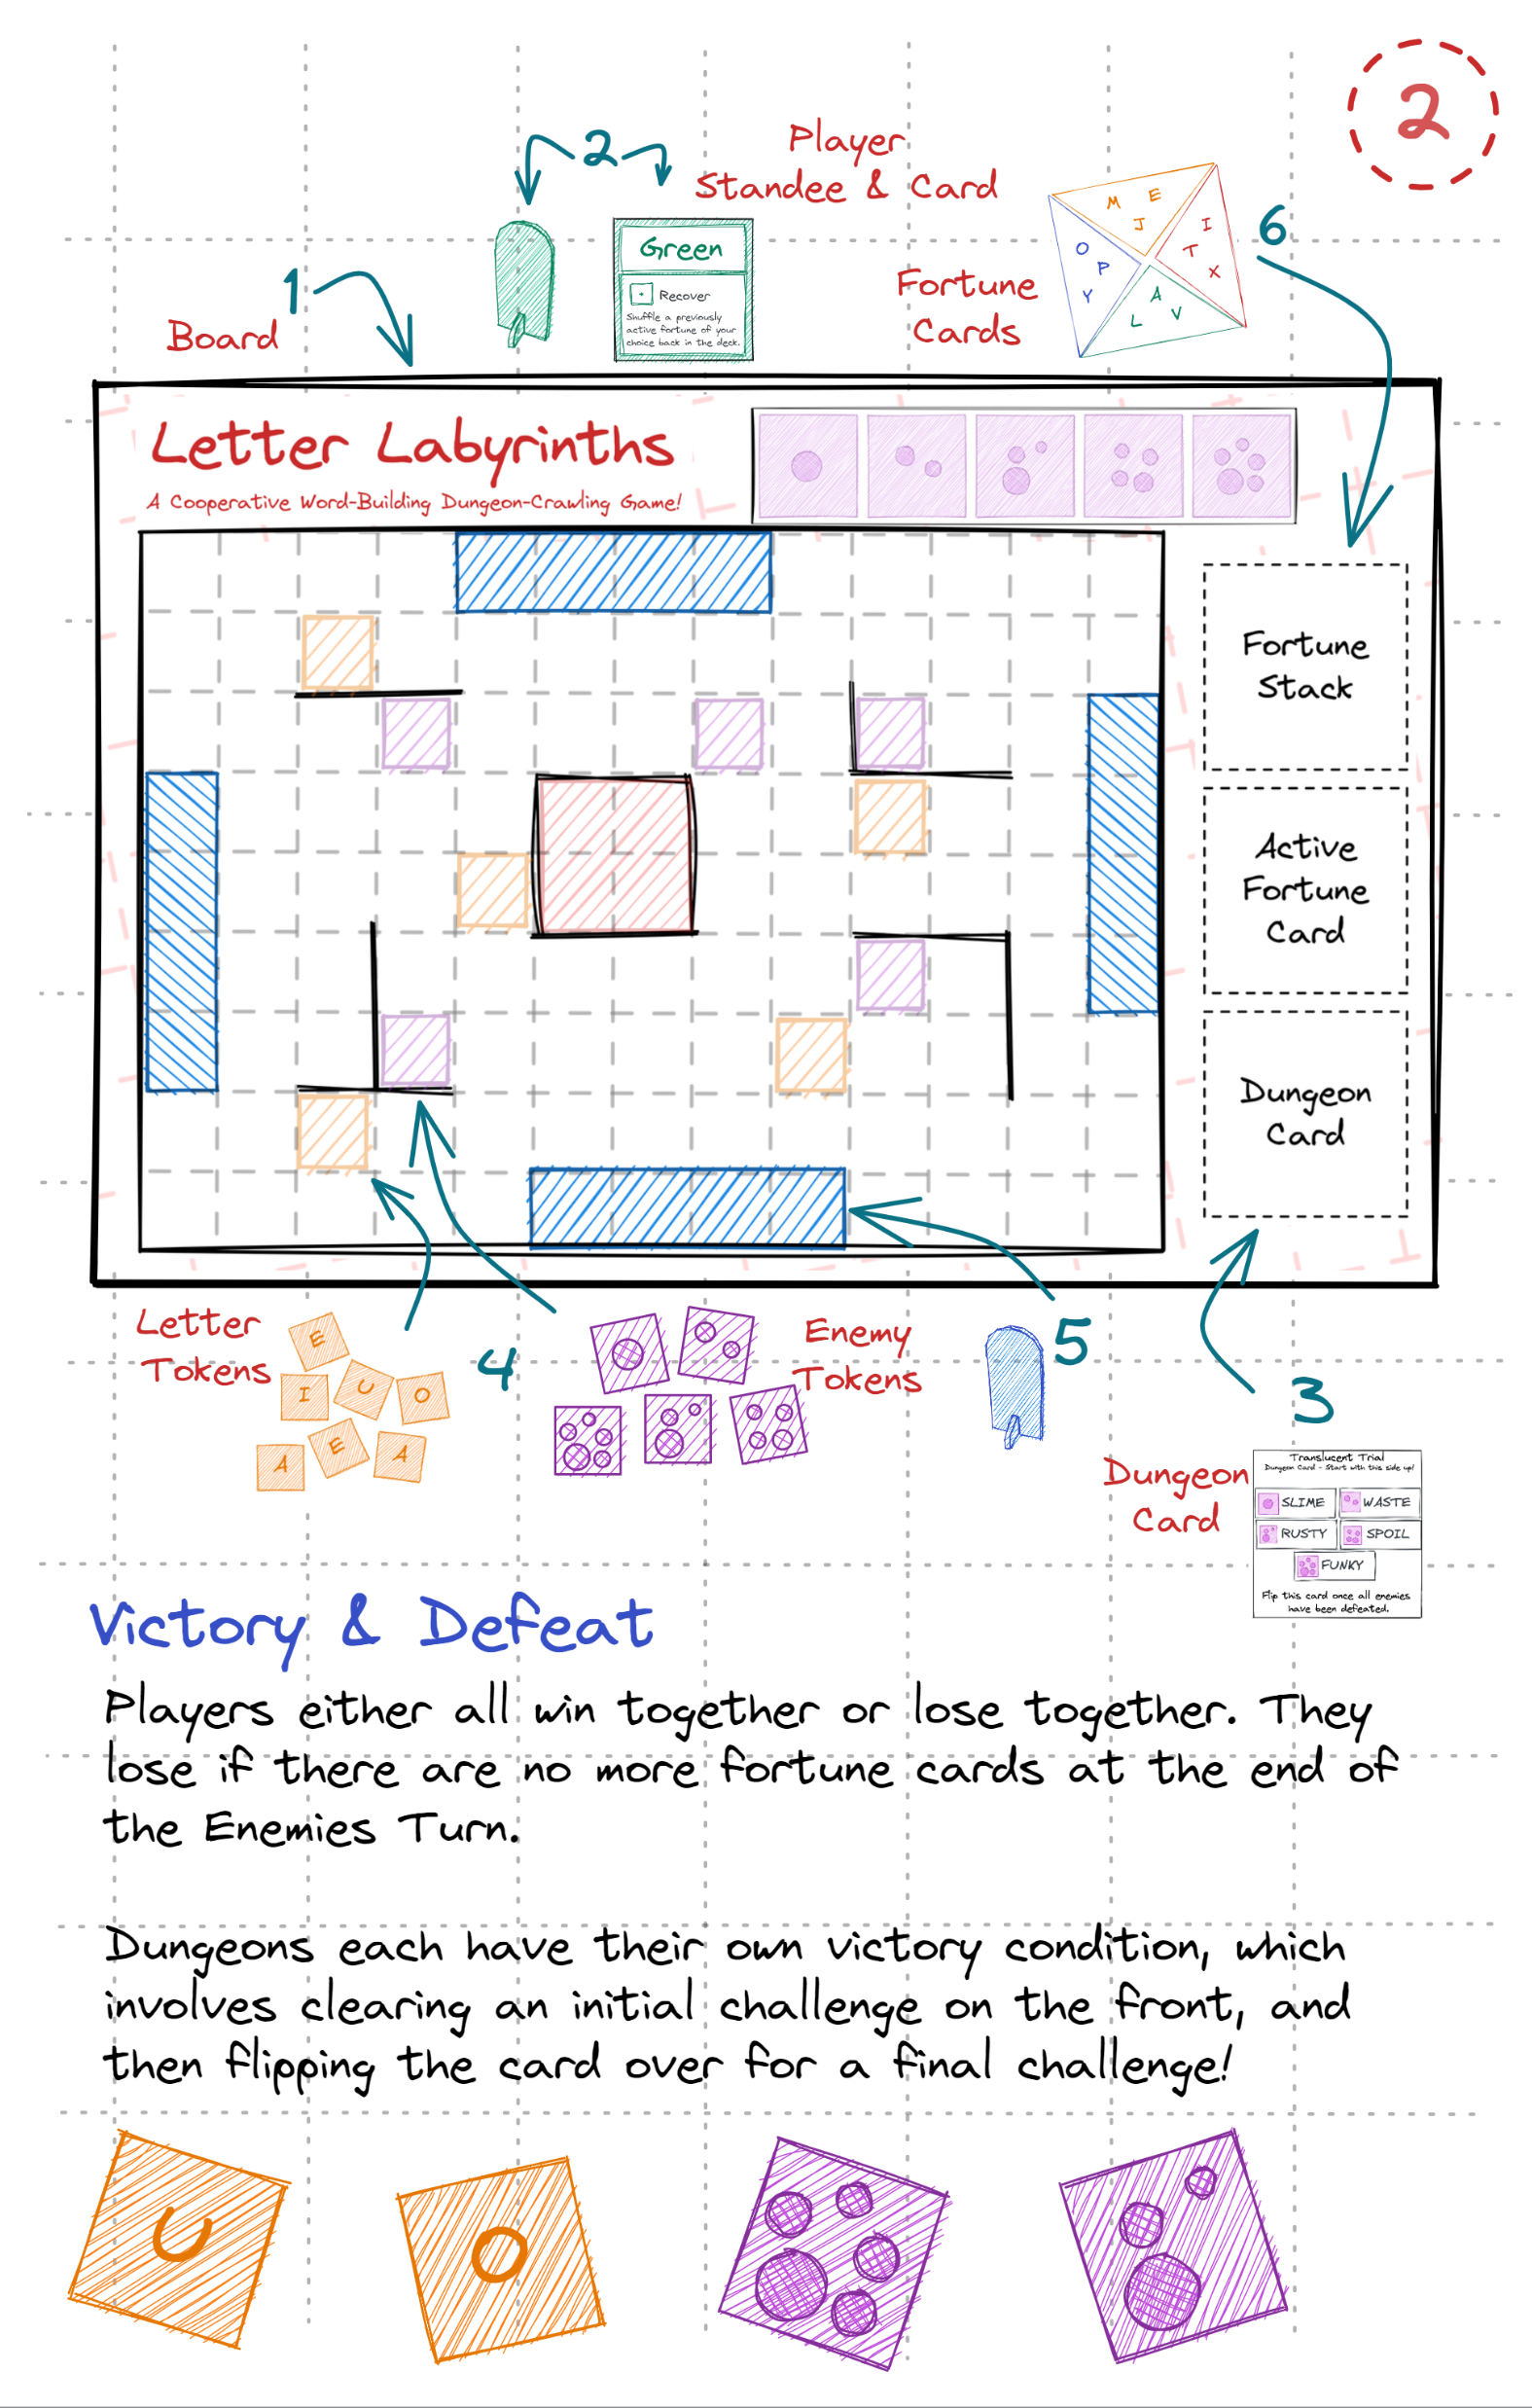 2
2
Player
Standee & Card
M E
J
I
T
X
O
P
Y
A
L V
6
Green
Recover
Shuffle a previously
active fortune of your
choice back in the deck.
Fortune
Cards
1
Board
Letter Labyrinths
A Cooperative Word-Building Dungeon-Crawling Game!
Fortune
Stack
Active
Fortune
Card
Dungeon
Card
Letter
Tokens
E
I
U
O
A
E
A
4
Enemy
Tokens
5
3
Dungeon
Card
Translucent Trial
Dungeon Card - Start with this side up!
SLIME
WASTE
RUSTY
SPOIL
FUNKY
Flip this card once all enemies
have been defeated.
Victory & Defeat
Players either all win together or lose together. They
lose if there are no more fortune cards at the end of
the Enemies Turn.
Dungeons each have their own victory condition, which
involves clearing an initial challenge on the front, and
then flipping the card over for a final challenge!
U
O